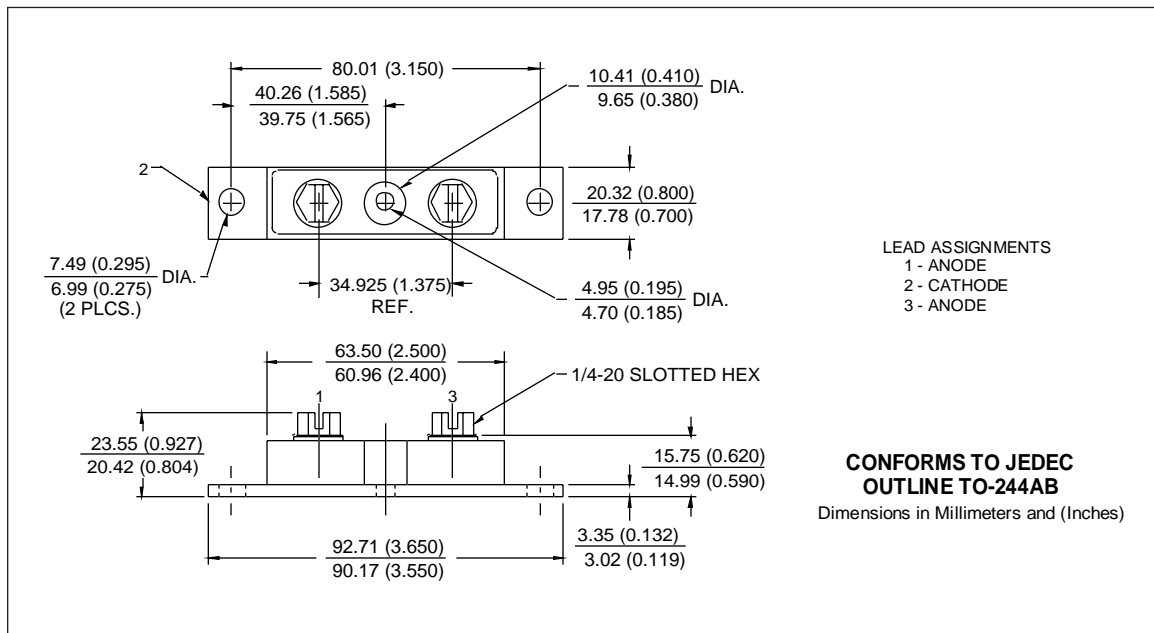 80.01 (3.150)
40.26 (1.585)
39.75 (1.565)
10.41 (0.410)
9.65 (0.380)
DIA.
2
20.32 (0.800)
17.78 (0.700)
7.49 (0.295)
6.99 (0.275)
DIA.
(2 PLCS.)
34.925 (1.375)
REF.
4.95 (0.195)
4.70 (0.185)
DIA.
LEAD ASSIGNMENTS
1 - ANODE
2 - CATHODE
3 - ANODE
63.50 (2.500)
60.96 (2.400)
1/4-20 SLOTTED HEX
1
3
23.55 (0.927)
20.42 (0.804)
15.75 (0.620)
14.99 (0.590)
3.35 (0.132)
3.02 (0.119)
92.71 (3.650)
90.17 (3.550)
CONFORMS TO JEDEC
OUTLINE TO-244AB
Dimensions in Millimeters and (Inches)